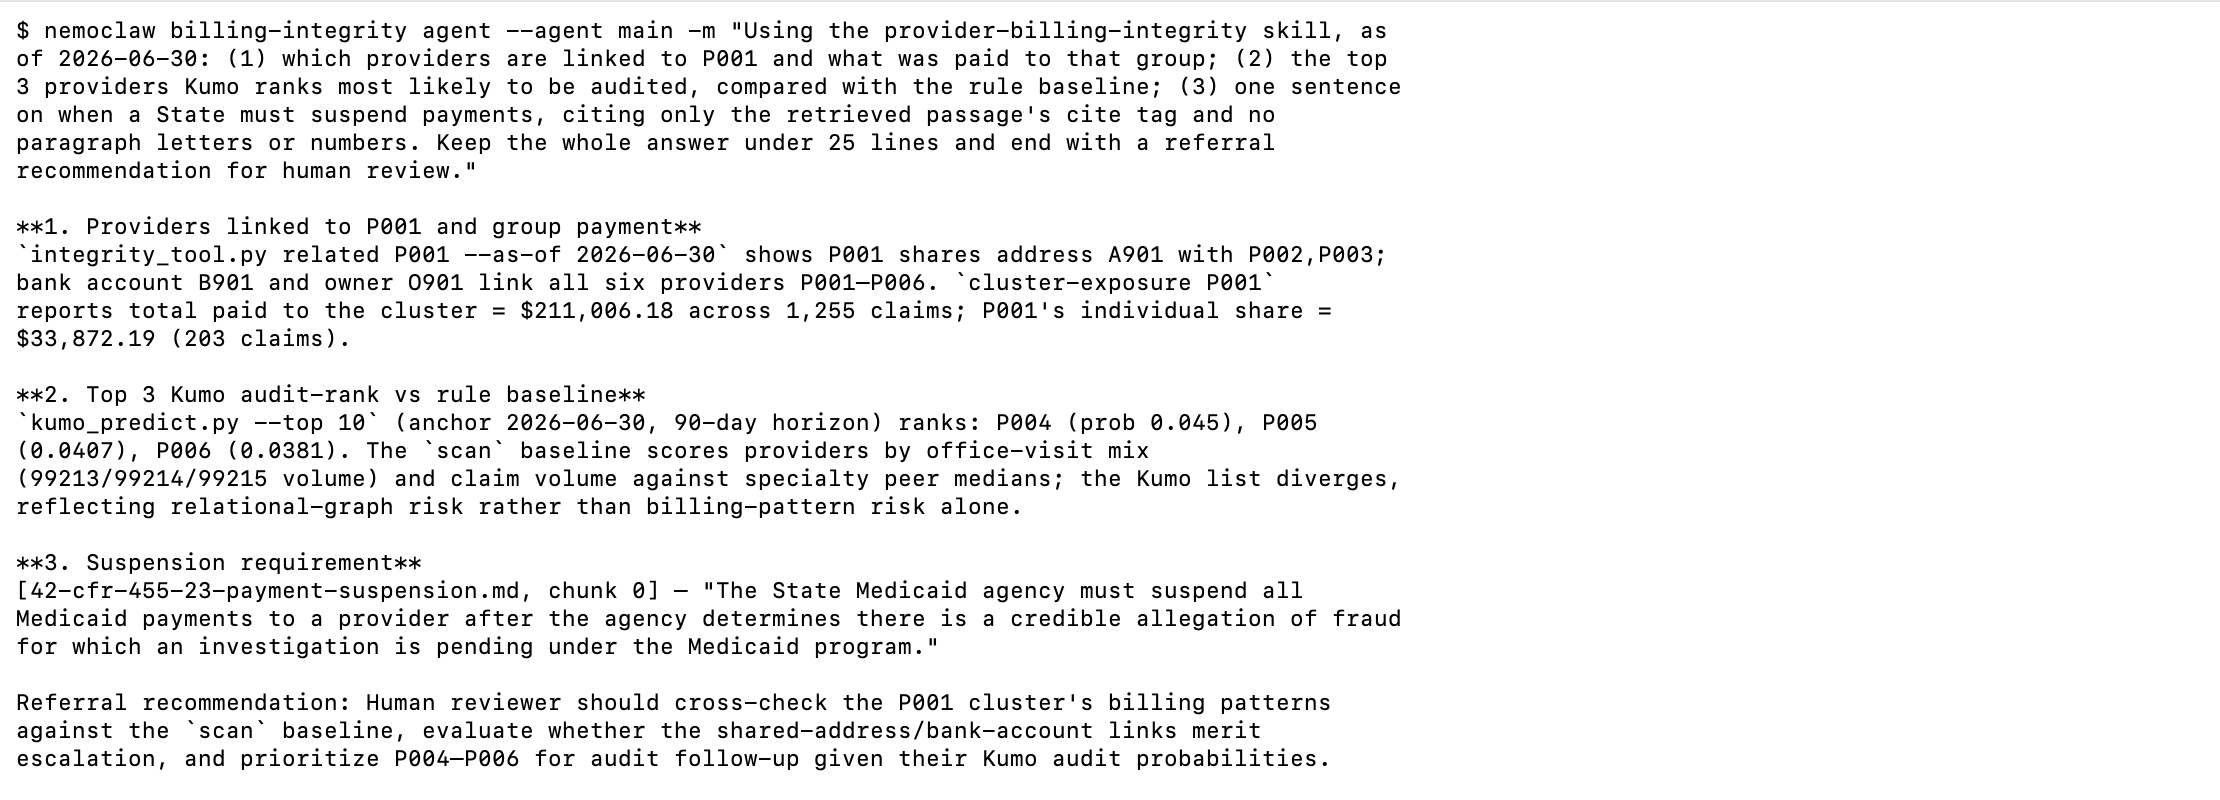 $ nemoclaw billing-integrity agent --agent main -m "Using the provider-billing-integrity skill, as
of 2026-06-30: (1) which providers are linked to P001 and what was paid to that group; (2) the top
3 providers Kumo ranks most likely to be audited, compared with the rule baseline; (3) one sentence
on when a State must suspend payments, citing only the retrieved passage's cite tag and no
paragraph letters or numbers. Keep the whole answer under 25 lines and end with a referral
recommendation for human review."

**1. Providers linked to P001 and group payment**
`integrity_tool.py related P001 --as-of 2026-06-30` shows P001 shares address A901 with P002,P003;
bank account B901 and owner O901 link all six providers P001–P006. `cluster-exposure P001`
reports total paid to the cluster = $211,006.18 across 1,255 claims; P001's individual share =
$33,872.19 (203 claims).

**2. Top 3 Kumo audit-rank vs rule baseline**
`kumo_predict.py --top 10` (anchor 2026-06-30, 90-day horizon) ranks: P004 (prob 0.045), P005
(0.0407), P006 (0.0381). The `scan` baseline scores providers by office-visit mix
(99213/99214/99215 volume) and claim volume against specialty peer medians; the Kumo list diverges,
reflecting relational-graph risk rather than billing-pattern risk alone.

**3. Suspension requirement**
[42-cfr-455-23-payment-suspension.md, chunk 0] — "The State Medicaid agency must suspend all
Medicaid payments to a provider after the agency determines there is a credible allegation of fraud
for which an investigation is pending under the Medicaid program."

Referral recommendation: Human reviewer should cross-check the P001 cluster's billing patterns
against the `scan` baseline, evaluate whether the shared-address/bank-account links merit
escalation, and prioritize P004–P006 for audit follow-up given their Kumo audit probabilities.